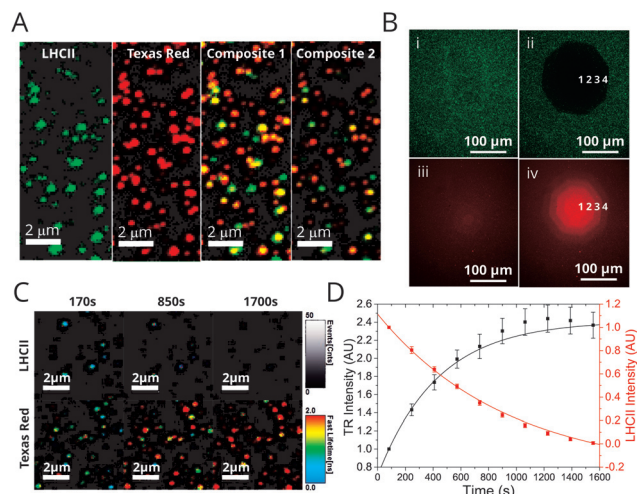 A
LHCII Texas Red Composite 1 Composite 2
2 μm 2 μm 2 μm 2 μm
B
i ii
1 2 3 4
100 μm 100 μm
iii iv
1 2 3 4
100 μm 100 μm
C
170s 850s 1700s
LHCII
2μm 2μm 2μm
Texas Red
2μm 2μm 2μm
50
Events[Cnts]
0
2.0
Fast Lifetime[ns]
0.0
D
TR Intensity (AU)
2.6
2.4
2.2
2.0
1.8
1.6
1.4
1.2
1.0
0.8
LHCII Intensity (AU)
1.2
1.0
0.8
0.6
0.4
0.2
0.0
-0.2
0 200 400 600 800 1000 1200 1400 1600
Time (s)